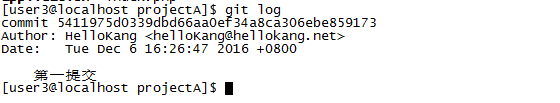 [user3@localhost projectA]$ git log
commit 5411975d0339dbd66aa0ef34a8ca306ebe859173
Author: HelloKang <helloKang@hellokang.net>
Date:   Tue Dec 6 16:26:47 2016 +0800
第一提交
[user3@localhost projectA]$